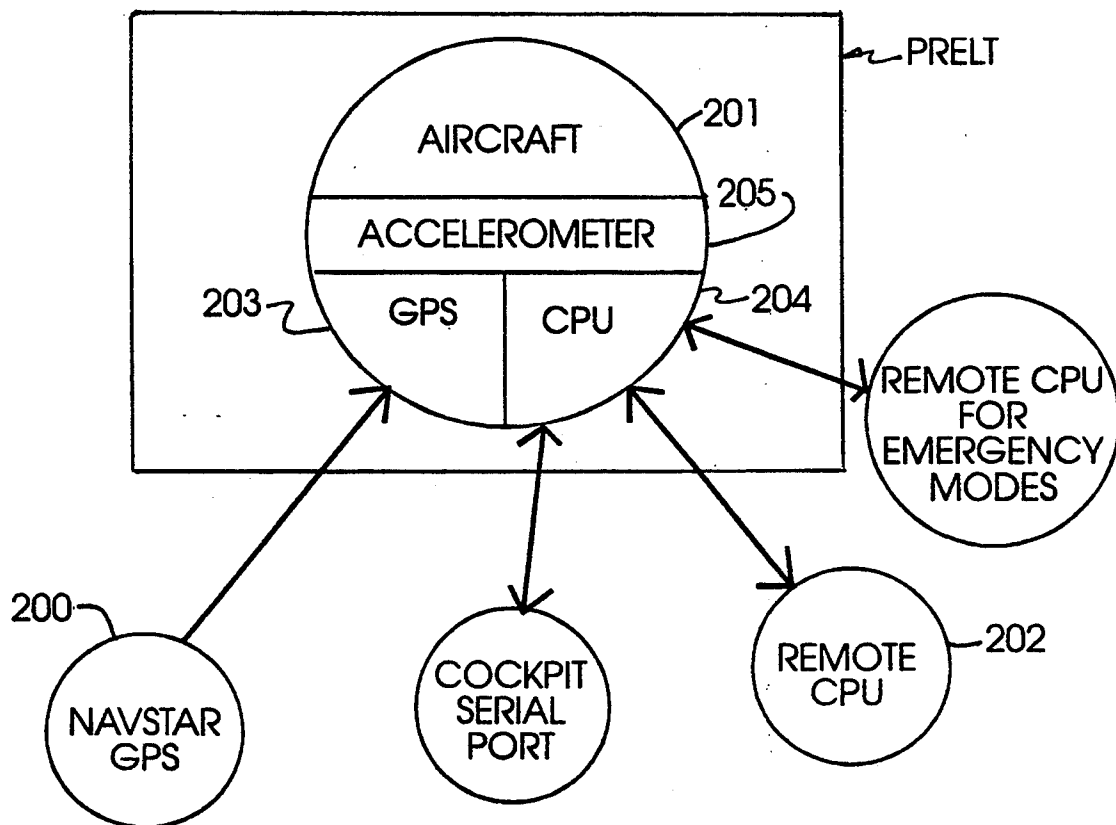 PRELT
201
AIRCRAFT
205
ACCELEROMETER
203
GPS
CPU
204
REMOTE CPU
FOR
EMERGENCY
MODES
200
NAVSTAR
GPS
COCKPIT
SERIAL
PORT
REMOTE
CPU
202